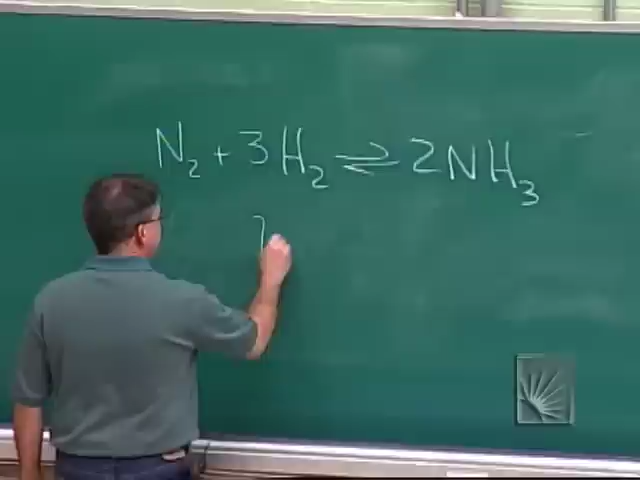 N₂ + 3H₂ ⇌ 2NH₃